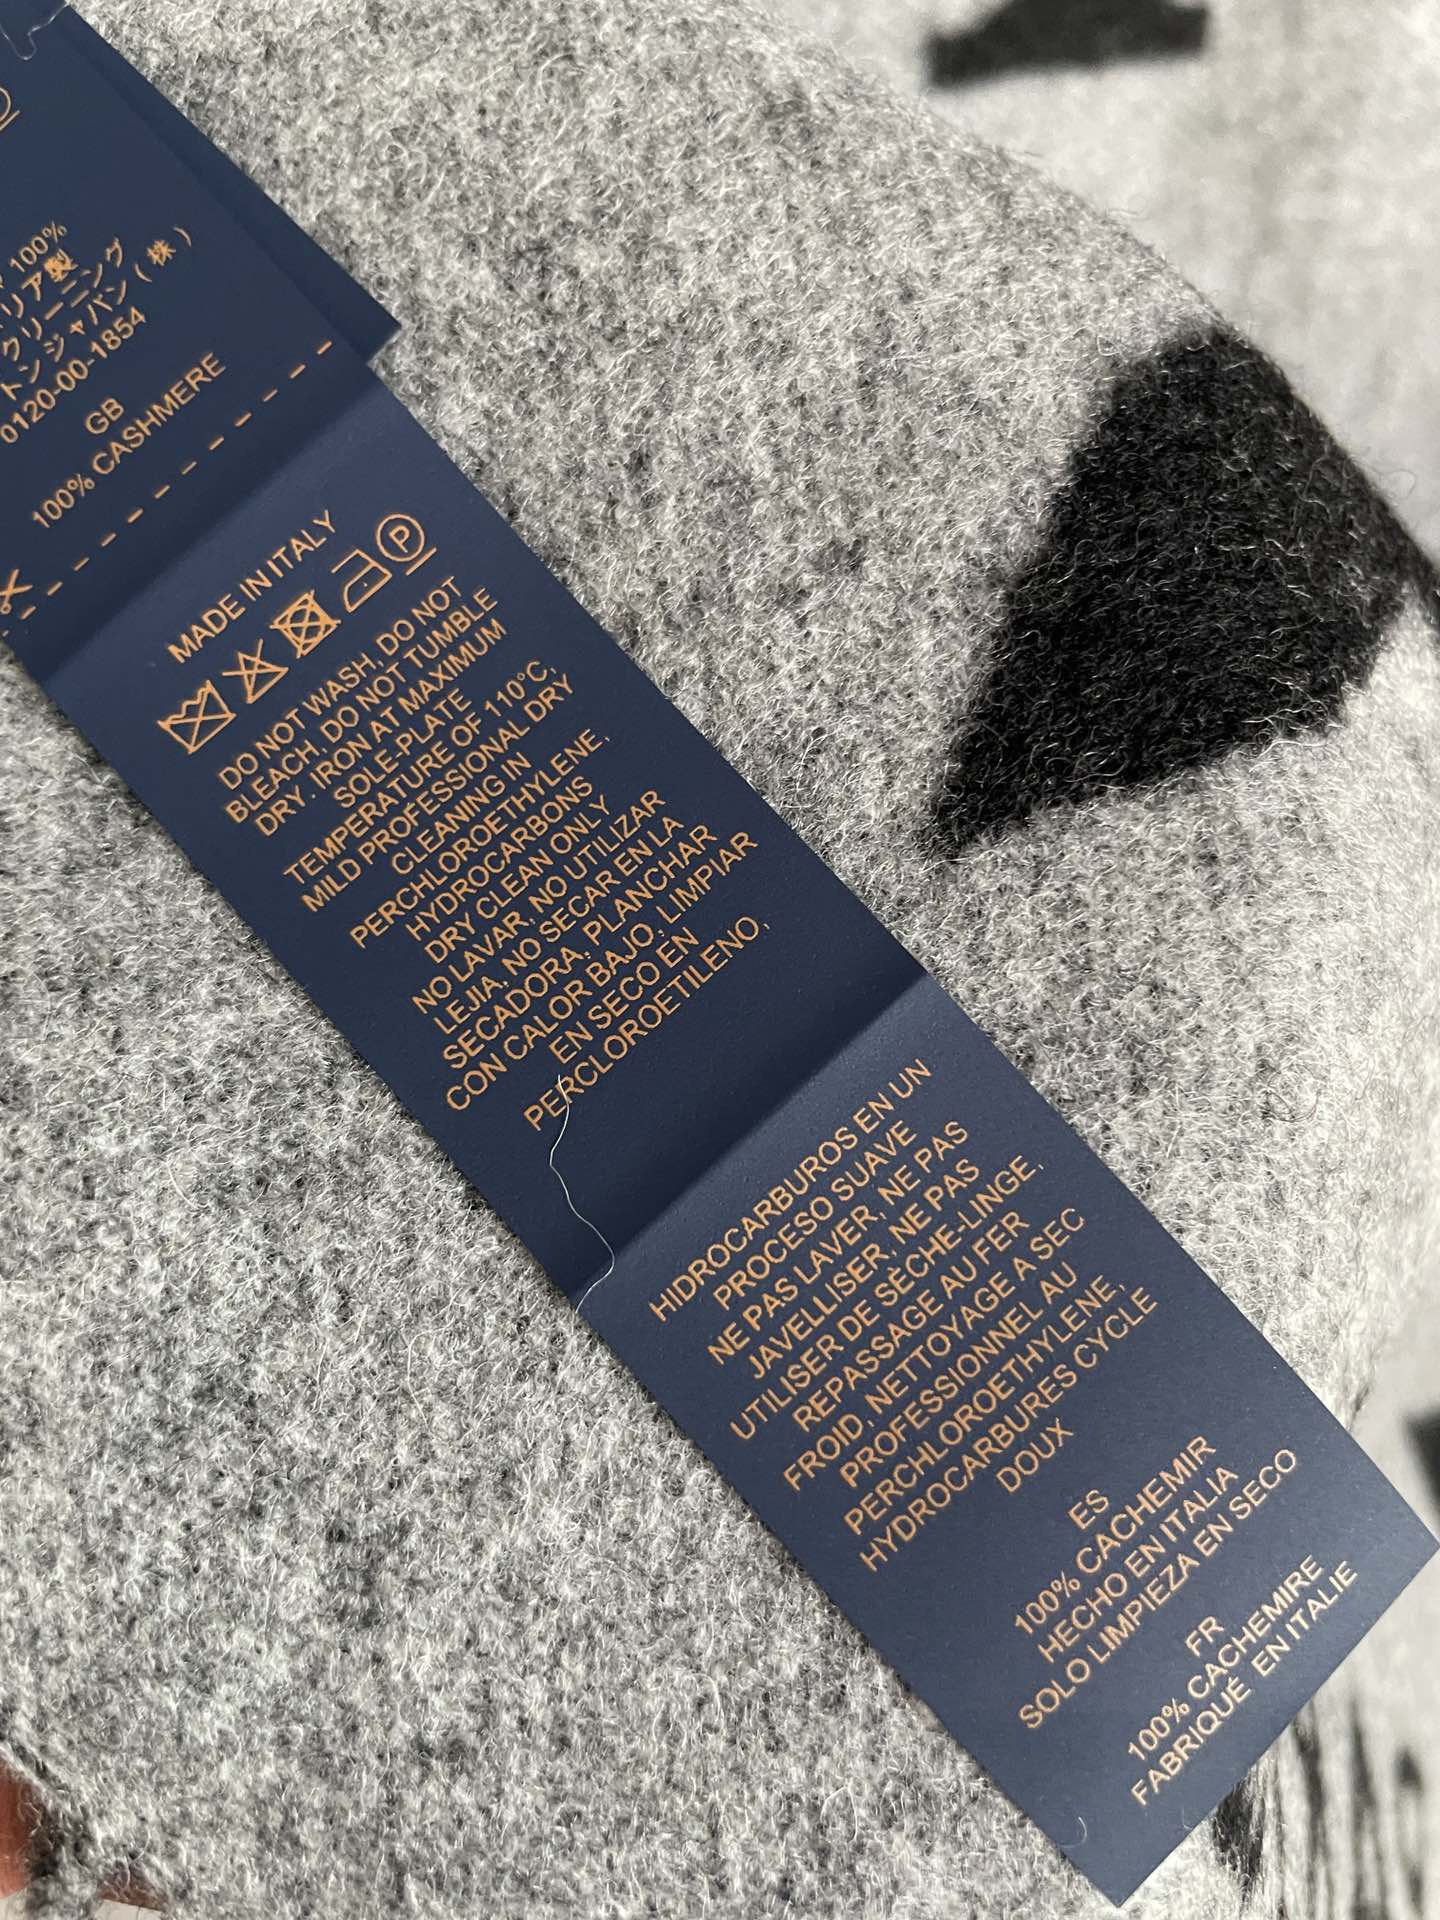 100%
リア製
クリーニング
トンジャパン(株)
0120-00-1854
GB
100% CASHMERE
MADE IN ITALY
P
DO NOT WASH, DO NOT
BLEACH, DO NOT TUMBLE
DRY. IRON AT MAXIMUM
SOLE-PLATE
TEMPERATURE OF 110°C,
MILD PROFESSIONAL DRY
CLEANING IN
PERCHLOROETHYLENE,
HYDROCARBONS
DRY CLEAN ONLY
NO LAVAR, NO UTILIZAR
LEJIA, NO SECAR EN LA
SECADORA, PLANCHAR
CON CALOR BAJO, LIMPIAR
EN SECO EN
PERCLOROETILENO,
HIDROCARBUROS EN UN
PROCESO SUAVE
NE PAS LAVER, NE PAS
JAVELLISER, NE PAS
UTILISER DE SÈCHE-LINGE,
REPASSAGE AU FER
FROID, NETTOYAGE A SEC
PROFESSIONNEL AU
PERCHLOROETHYLENE,
HYDROCARBURES CYCLE
DOUX
ES
100% CACHEMIR
HECHO EN ITALIA
SOLO LIMPIEZA EN SECO
FR
100% CACHEMIRE
FABRIQUÉ EN ITALIE